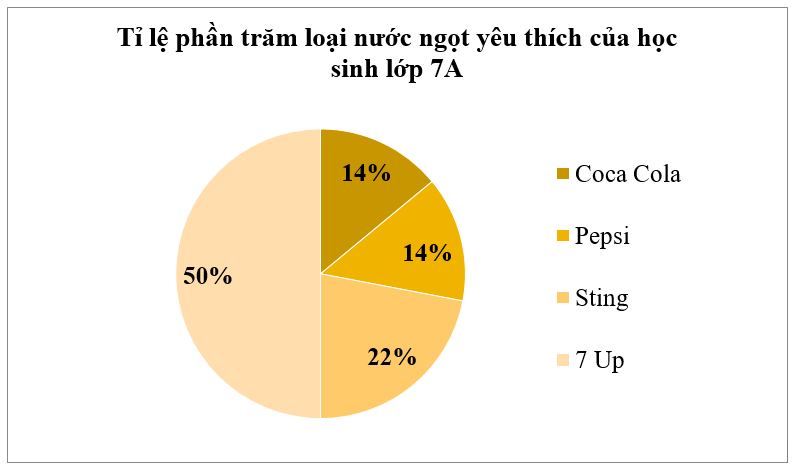 Tỉ lệ phần trăm loại nước ngọt yêu thích của học
sinh lớp 7A
14%
14%
22%
50%
Coca Cola
Pepsi
Sting
7 Up